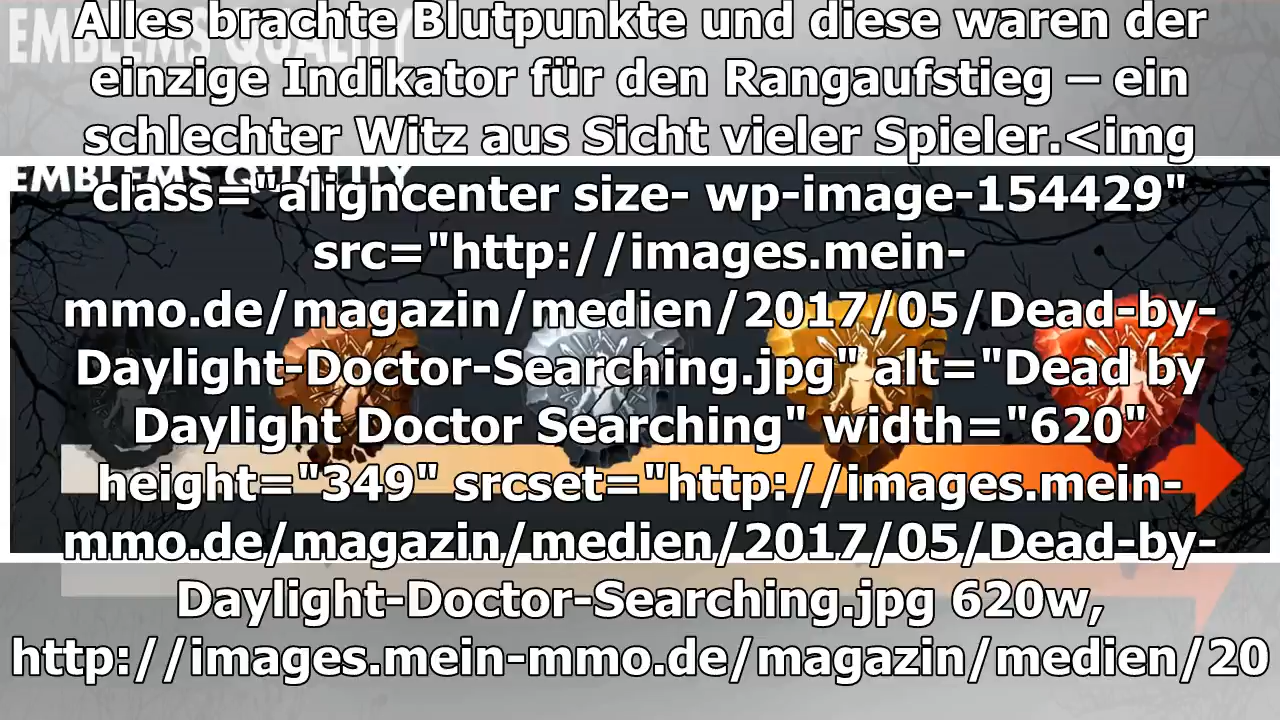 Alles brachte Blutpunkte und diese waren der
einzige Indikator für den Rangaufstieg – ein
schlechter Witz aus Sicht vieler Spieler.<img
class="aligncenter size- wp-image-154429"
src="http://images.mein-
mmo.de/magazin/medien/2017/05/Dead-by-
Daylight-Doctor-Searching.jpg" alt="Dead by
Daylight Doctor Searching" width="620"
height="349" srcset="http://images.mein-
mmo.de/magazin/medien/2017/05/Dead-by-
Daylight-Doctor-Searching.jpg 620w,
http://images.mein-mmo.de/magazin/medien/20
EMBLEMS QUALITY
EMBLEMS QUALITY